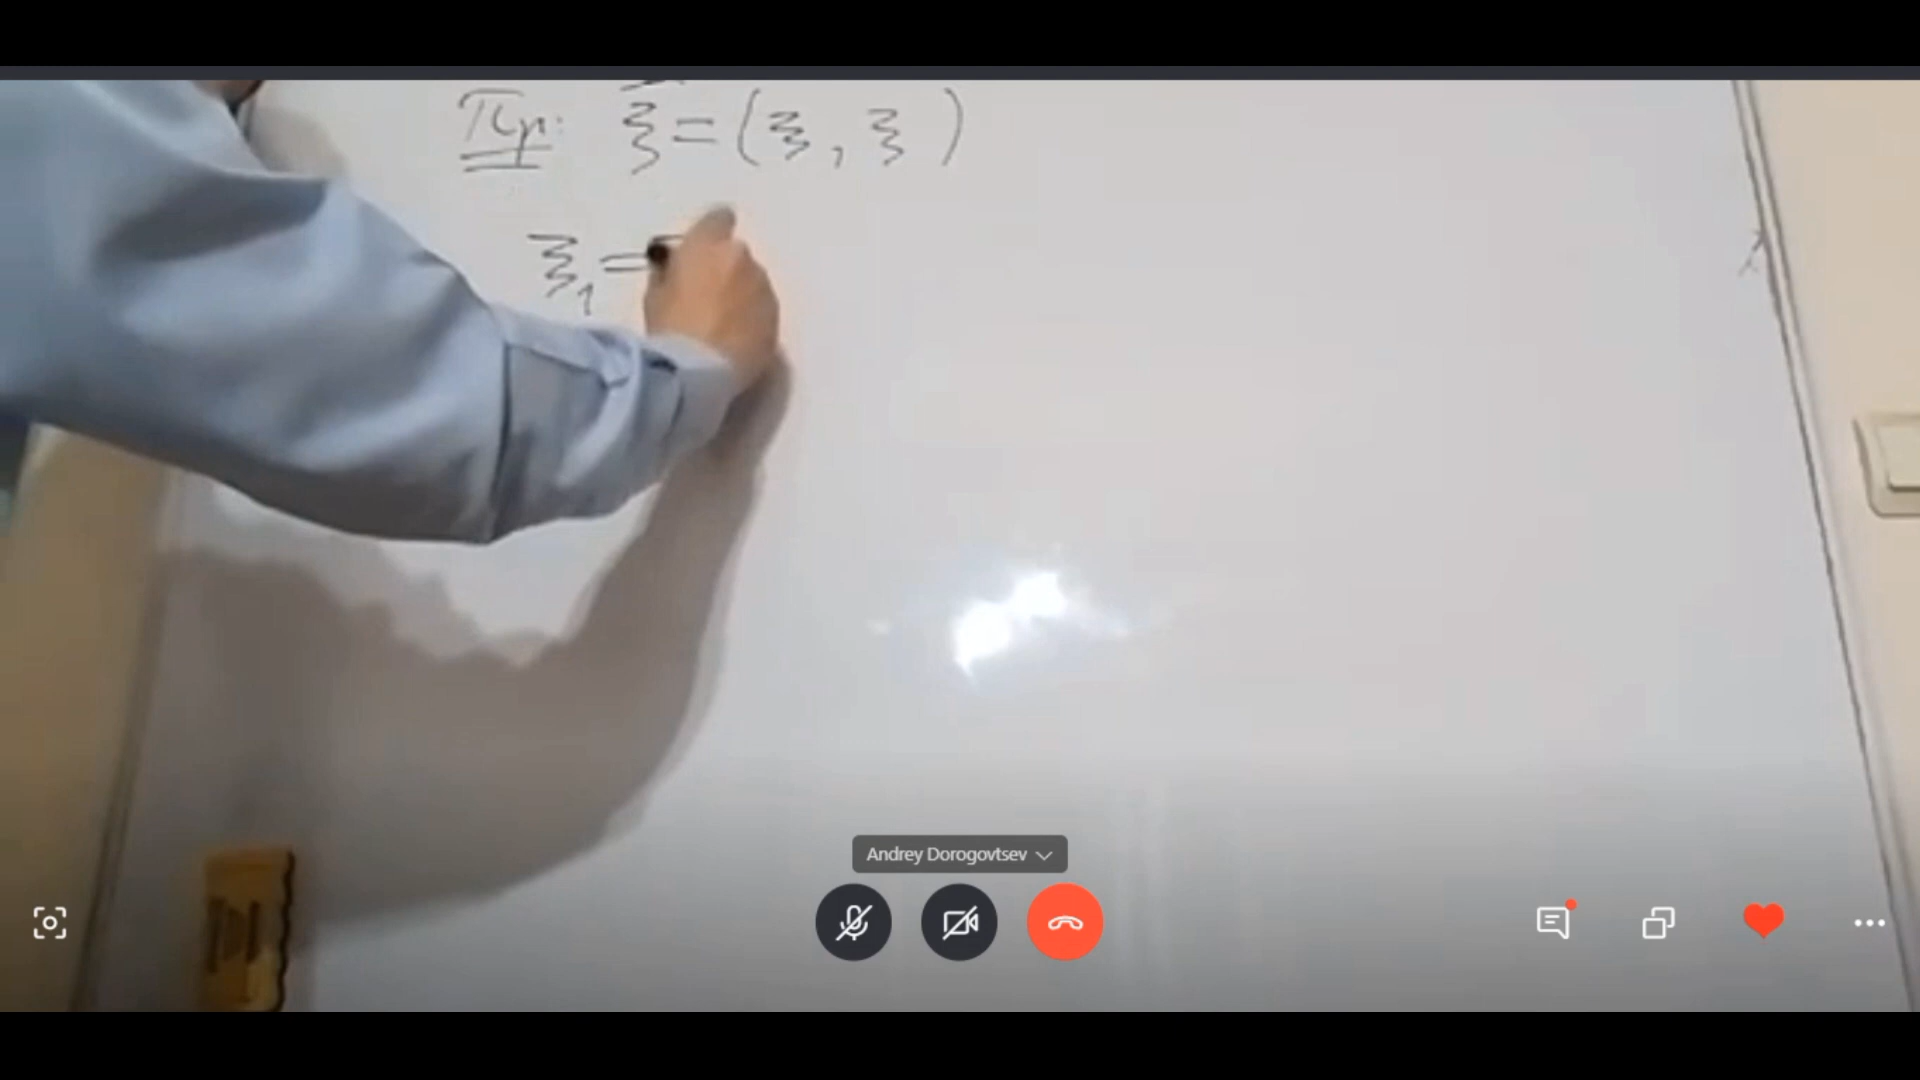 Пр: ξ⃗ = (ξ, ξ)
ξ₁ =
Andrey Dorogovtsev